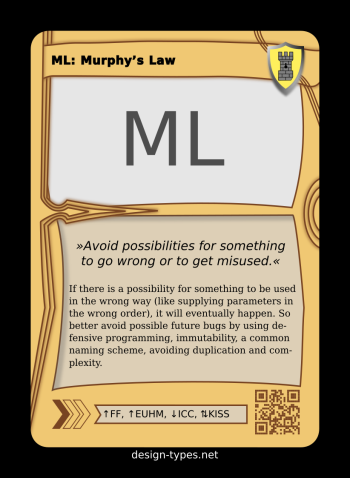 ML: Murphy’s Law
ML
»Avoid possibilities for something
to go wrong or to get misused.«
If there is a possibility for something to be used
in the wrong way (like supplying parameters in
the wrong order), it will eventually happen. So
better avoid possible future bugs by using de-
fensive programming, immutability, a common
naming scheme, avoiding duplication and com-
plexity.
↑FF, ↑EUHM, ↓ICC, ⇅KISS
design-types.net